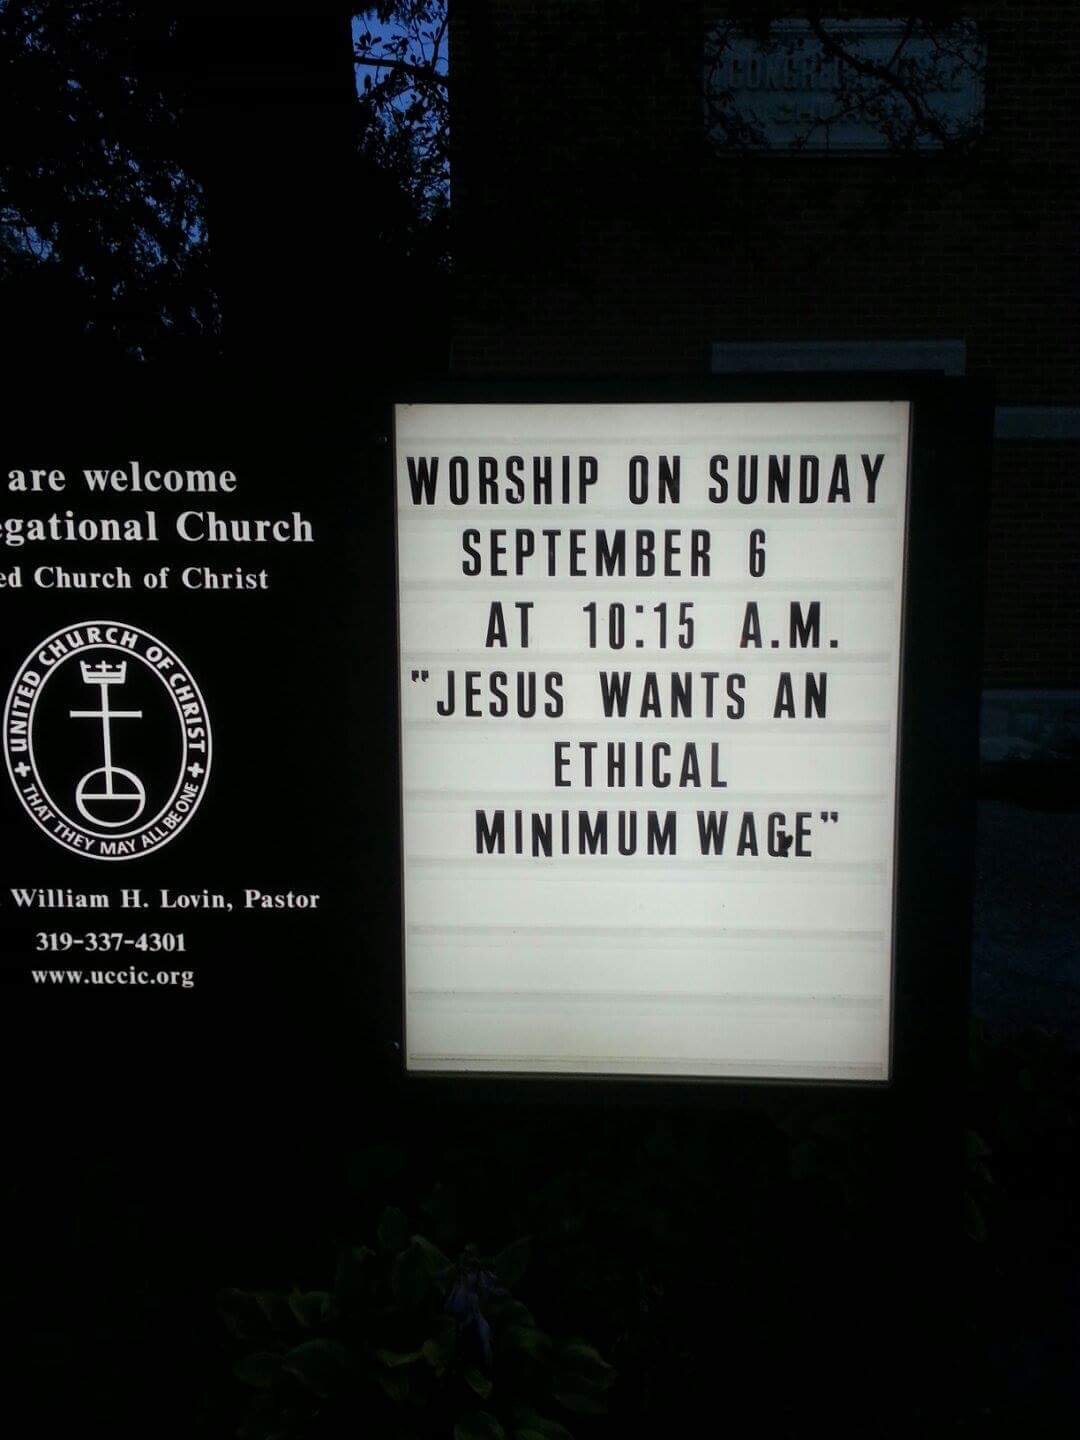 CONGREGATIONAL
CHURCH
are welcome
egational Church
ed Church of Christ
UNITED CHURCH OF CHRIST
THAT THEY MAY ALL BE ONE
William H. Lovin, Pastor
319-337-4301
www.uccic.org
WORSHIP ON SUNDAY
SEPTEMBER 6
AT 10:15 A.M.
"JESUS WANTS AN
ETHICAL
MINIMUM WAGE"